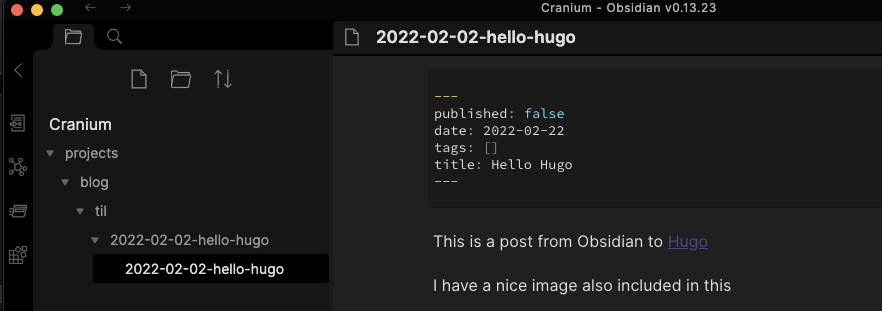 Cranium - Obsidian v0.13.23
2022-02-02-hello-hugo
Cranium
projects
blog
til
2022-02-02-hello-hugo
2022-02-02-hello-hugo
---
published: false
date: 2022-02-22
tags: []
title: Hello Hugo
---
This is a post from Obsidian to Hugo
I have a nice image also included in this